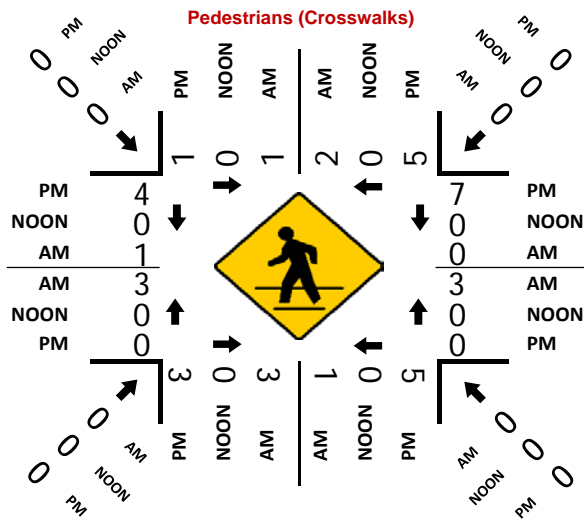 Pedestrians (Crosswalks)
0 PM
0 NOON
0 AM
PM NOON AM AM NOON PM
PM 0
NOON 0
AM 0
1 0 1 2 0 5
PM 4 7 PM
NOON 0 0 NOON
AM 1 0 AM
AM 3 3 AM
NOON 0 0 NOON
PM 0 0 PM
3 0 3 1 0 5
PM NOON AM AM NOON PM
0 AM
0 NOON
0 PM
AM 0
NOON 0
PM 0